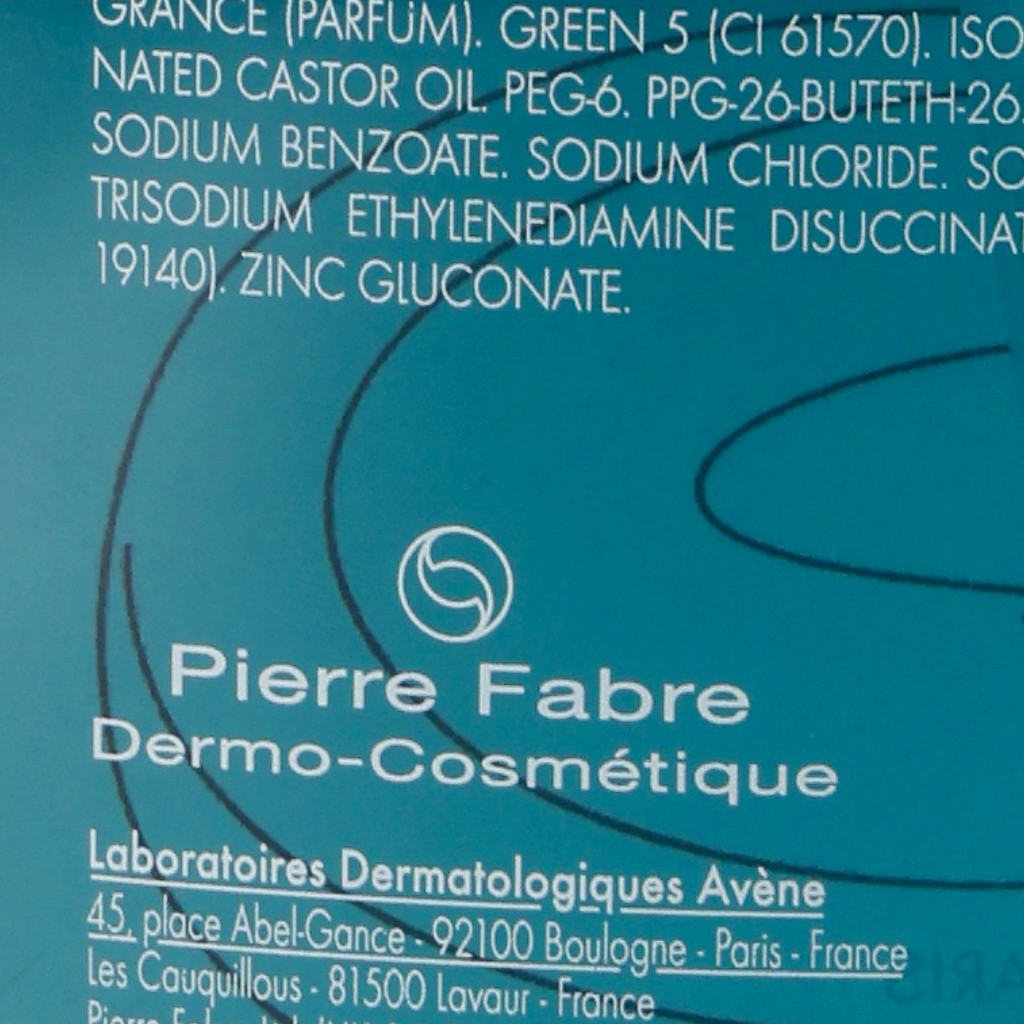 GRANCE (PARFUM). GREEN 5 (CI 61570). ISO
NATED CASTOR OIL. PEG-6. PPG-26-BUTETH-26.
SODIUM BENZOATE. SODIUM CHLORIDE. SO
TRISODIUM ETHYLENEDIAMINE DISUCCINAT
19140). ZINC GLUCONATE.
Pierre Fabre
Dermo-Cosmétique
Laboratoires Dermatologiques Avène
45, place Abel-Gance - 92100 Boulogne - Paris - France
Les Cauquillous - 81500 Lavaur - France
Pierre